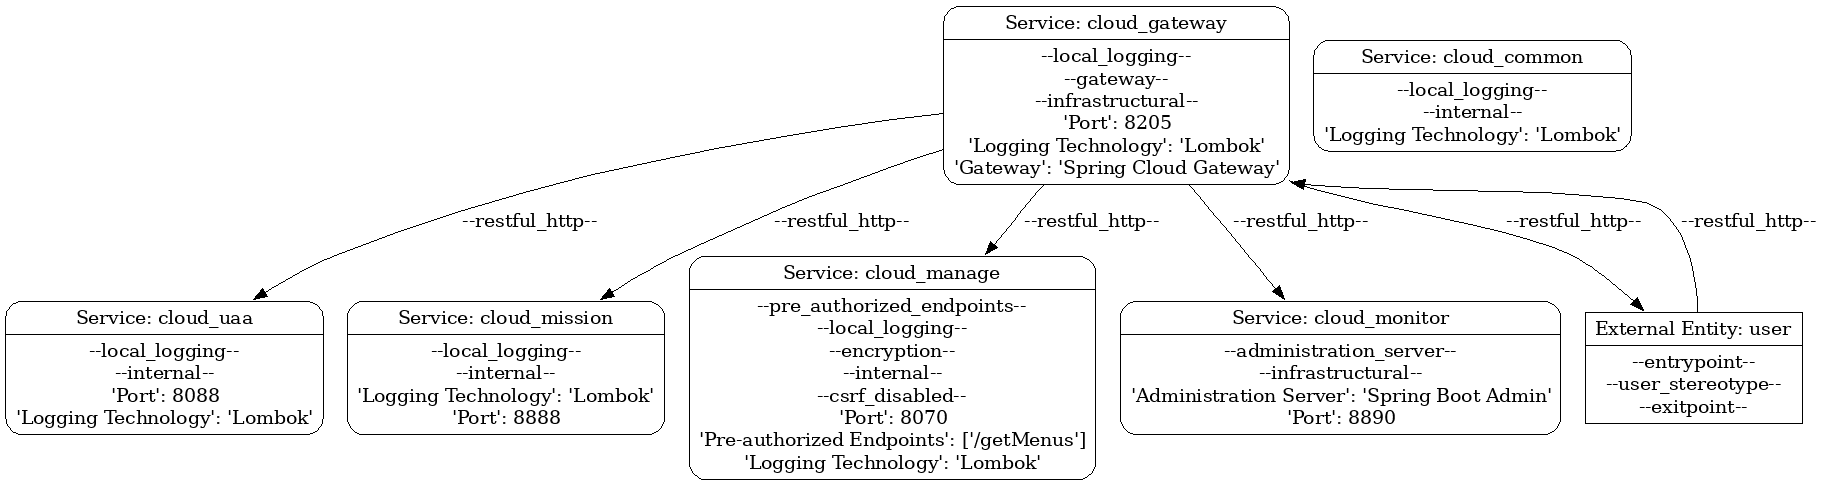 Service: cloud_gateway
--local_logging--
--gateway--
--infrastructural--
'Port': 8205
'Logging Technology': 'Lombok'
'Gateway': 'Spring Cloud Gateway'
Service: cloud_common
--local_logging--
--internal--
'Logging Technology': 'Lombok'
--restful_http--
--restful_http--
--restful_http--
--restful_http--
--restful_http--
--restful_http--
Service: cloud_uaa
--local_logging--
--internal--
'Port': 8088
'Logging Technology': 'Lombok'
Service: cloud_mission
--local_logging--
--internal--
'Logging Technology': 'Lombok'
'Port': 8888
Service: cloud_manage
--pre_authorized_endpoints--
--local_logging--
--encryption--
--internal--
--csrf_disabled--
'Port': 8070
'Pre-authorized Endpoints': ['/getMenus']
'Logging Technology': 'Lombok'
Service: cloud_monitor
--administration_server--
--infrastructural--
'Administration Server': 'Spring Boot Admin'
'Port': 8890
External Entity: user
--entrypoint--
--user_stereotype--
--exitpoint--